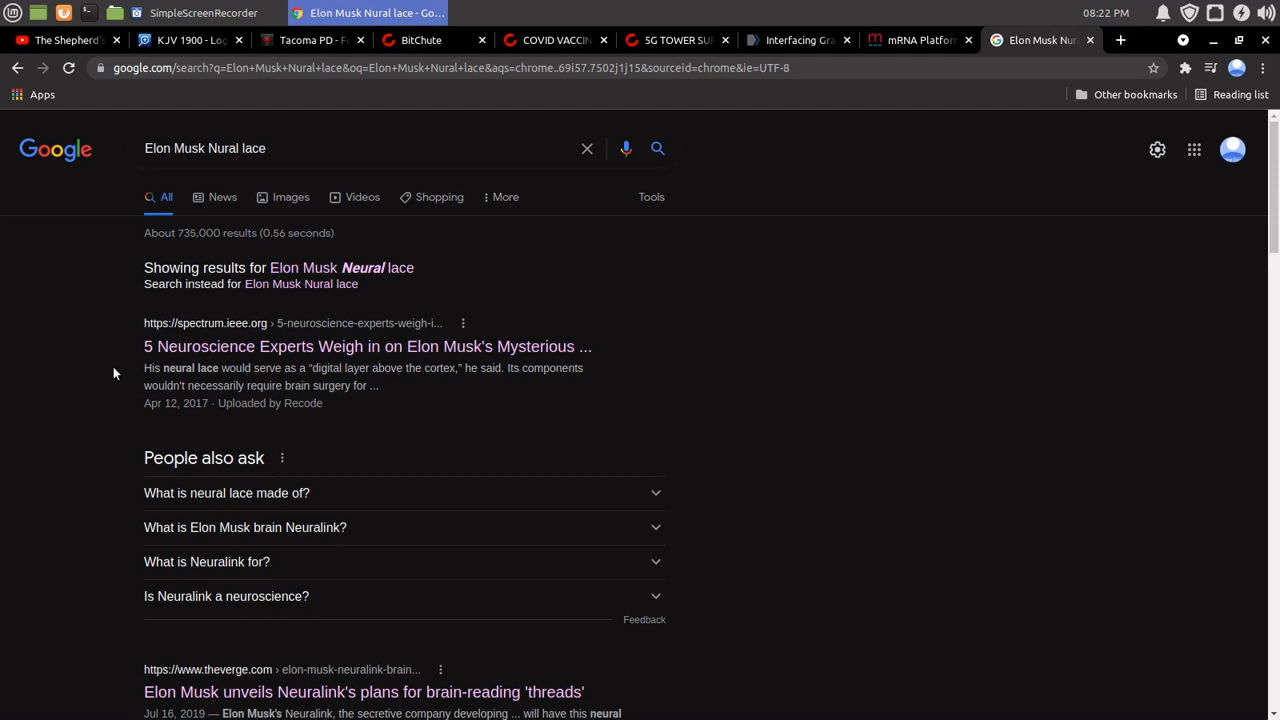 SimpleScreenRecorder
Elon Musk Nural lace - Go...
08:22 PM
The Shepherd's
KJV 1900 - Log
Tacoma PD - F
BitChute
COVID VACCIN
5G TOWER SU
Interfacing Gra
mRNA Platfor
Elon Musk Nur
google.com/search?q=Elon+Musk+Nural+lace&oq=Elon+Musk+Nural+lace&aqs=chrome..69i57.7502j1j15&sourceid=chrome&ie=UTF-8
Apps
Other bookmarks
Reading list
Google
Elon Musk Nural lace
All
News
Images
Videos
Shopping
More
Tools
About 735,000 results (0.56 seconds)
Showing results for Elon Musk Neural lace
Search instead for Elon Musk Nural lace
https://spectrum.ieee.org › 5-neuroscience-experts-weigh-i...
5 Neuroscience Experts Weigh in on Elon Musk's Mysterious ...
His neural lace would serve as a “digital layer above the cortex,” he said. Its components
wouldn't necessarily require brain surgery for ...
Apr 12, 2017 · Uploaded by Recode
People also ask
What is neural lace made of?
What is Elon Musk brain Neuralink?
What is Neuralink for?
Is Neuralink a neuroscience?
Feedback
https://www.theverge.com › elon-musk-neuralink-brain...
Elon Musk unveils Neuralink's plans for brain-reading 'threads'
Jul 16, 2019 — Elon Musk's Neuralink, the secretive company developing ... will have this neural